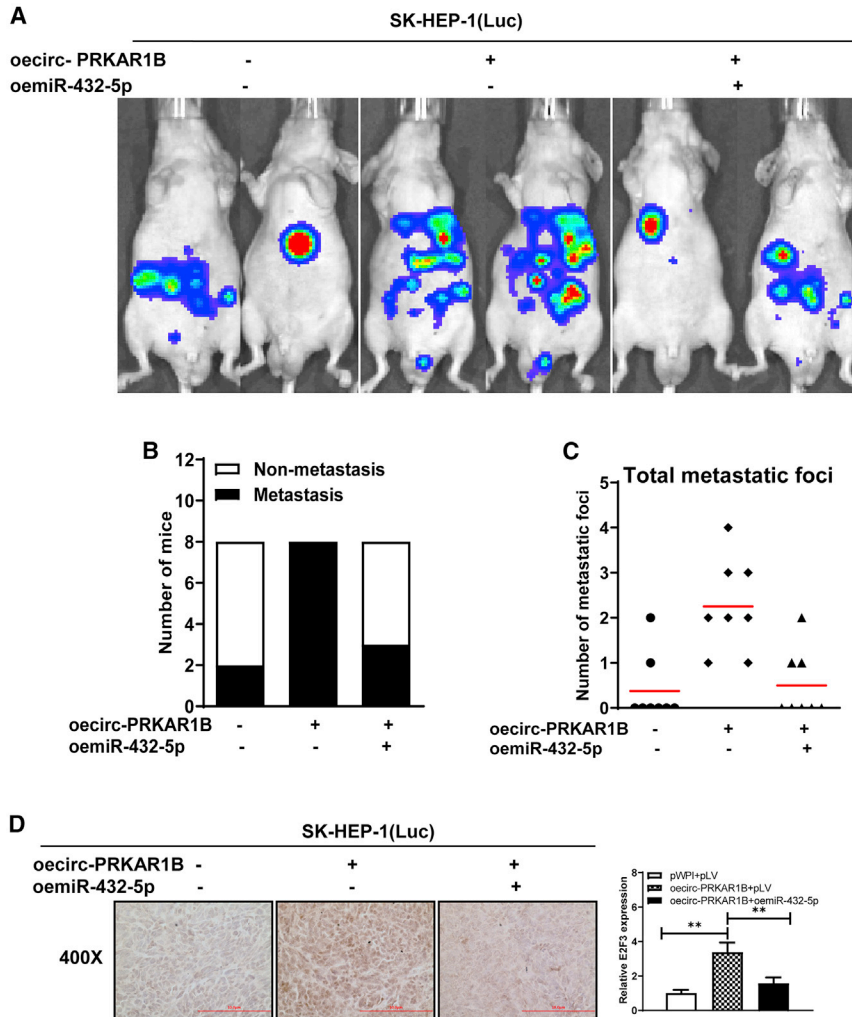 A
SK-HEP-1(Luc)
oecirc- PRKAR1B - + +
oemiR-432-5p - - +
B
12
10
8
6
4
2
0
Number of mice
Non-metastasis
Metastasis
oecirc-PRKAR1B - + +
oemiR-432-5p - - +
C
Total metastatic foci
5
4
3
2
1
0
Number of metastatic foci
oecirc-PRKAR1B - + +
oemiR-432-5p - - +
D
SK-HEP-1(Luc)
oecirc-PRKAR1B - + +
oemiR-432-5p - - +
400X
8
6
4
2
0
Relative E2F3 expression
pWPI+pLV
oecirc-PRKAR1B+pLV
oecirc-PRKAR1B+oemiR-432-5p
** **